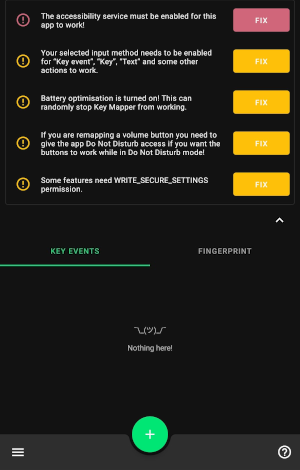 The accessibility service must be enabled for this
app to work!
FIX
Your selected input method needs to be enabled
for "Key event", "Key", "Text" and some other
actions to work.
FIX
Battery optimisation is turned on! This can
randomly stop Key Mapper from working.
FIX
If you are remapping a volume button you need to
give the app Do Not Disturb access if you want the
buttons to work while in Do Not Disturb mode!
FIX
Some features need WRITE_SECURE_SETTINGS
permission.
FIX
KEY EVENTS
FINGERPRINT
¯\_(ツ)_/¯
Nothing here!